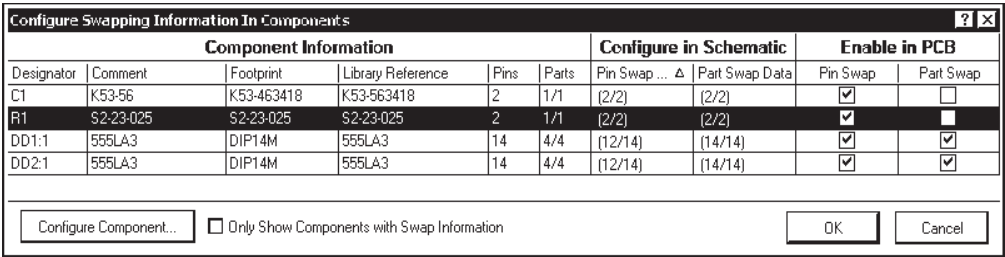 Configure Swapping Information In Components ? X
Component Information Configure in Schematic Enable in PCB
Designator Comment Footprint Library Reference Pins Parts Pin Swap ... Part Swap Data Pin Swap Part Swap
C1 K53-56 K53-463418 K53-563418 2 1/1 (2/2) (2/2)
R1 S2-23-025 S2-23-025 S2-23-025 2 1/1 (2/2) (2/2)
DD1:1 555LA3 DIP14M 555LA3 14 4/4 (12/14) (14/14)
DD2:1 555LA3 DIP14M 555LA3 14 4/4 (12/14) (14/14)
Configure Component... Only Show Components with Swap Information OK Cancel